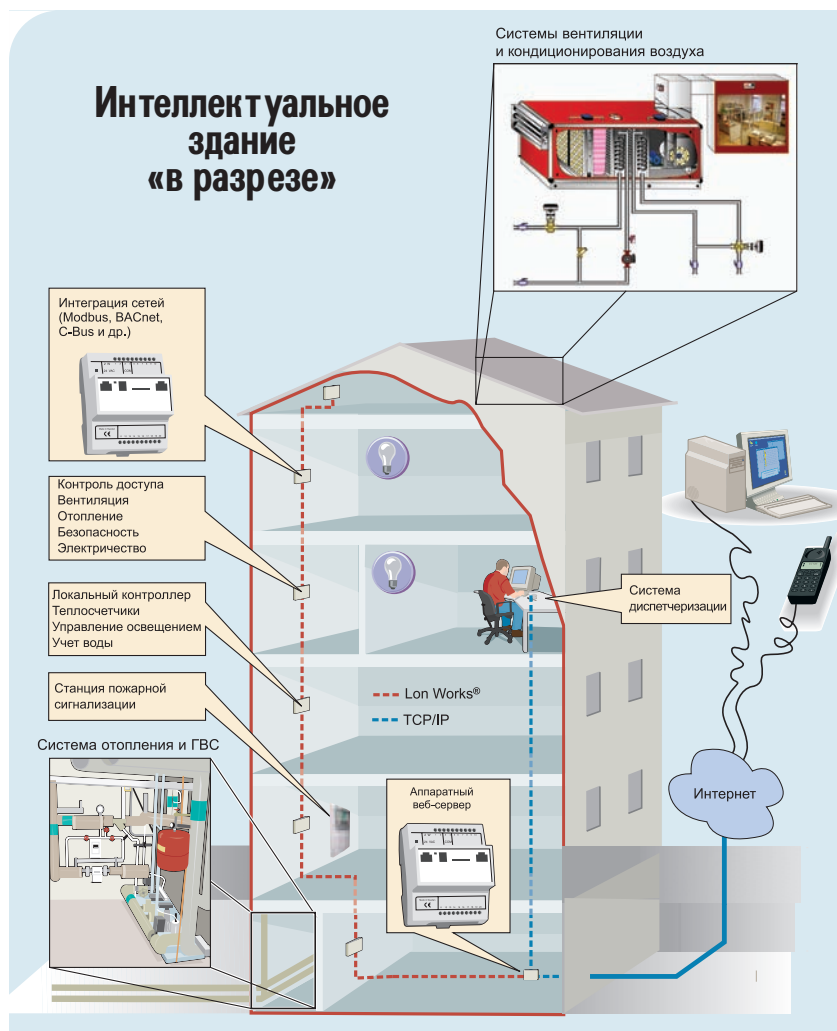 Системы вентиляции
и кондиционирования воздуха
Интеллектуальное
здание
«в разрезе»
Интеграция сетей
(Modbus, BACnet,
C-Bus и др.)
Контроль доступа
Вентиляция
Отопление
Безопасность
Электричество
Локальный контроллер
Теплосчетчики
Управление освещением
Учет воды
Система
диспетчеризации
Станция пожарной
сигнализации
Lon Works®
TCP/IP
Система отопления и ГВС
Аппаратный
веб-сервер
Интернет